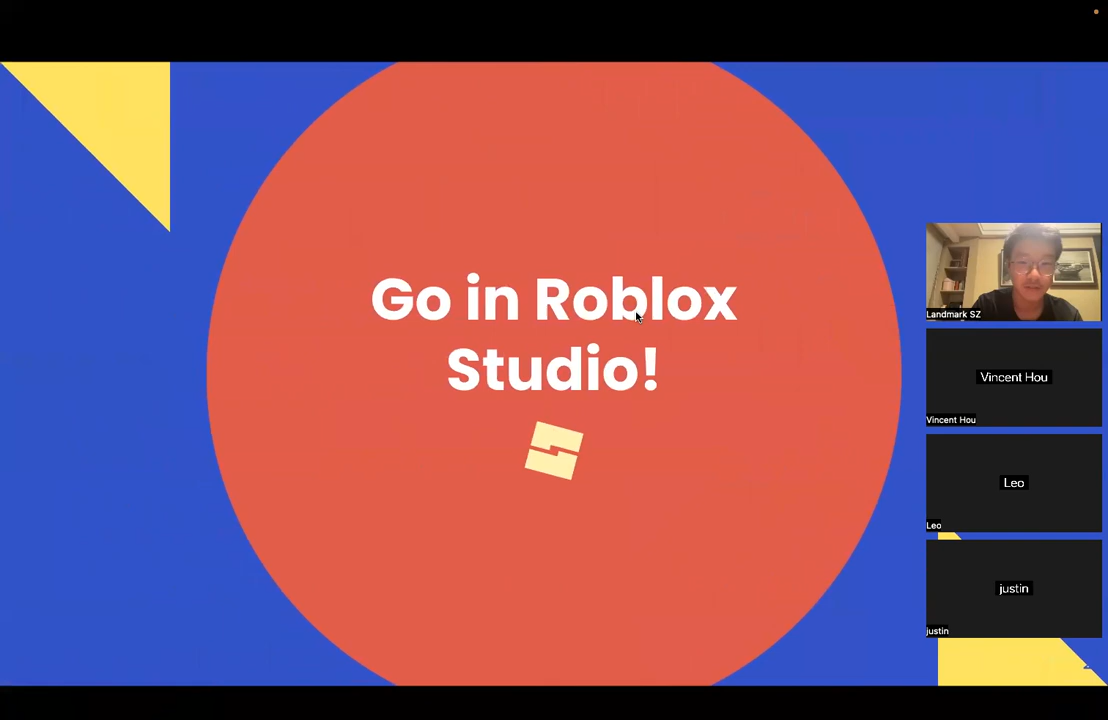 Go in Roblox
Studio!
Landmark SZ
Vincent Hou
Vincent Hou
Leo
Leo
justin
justin